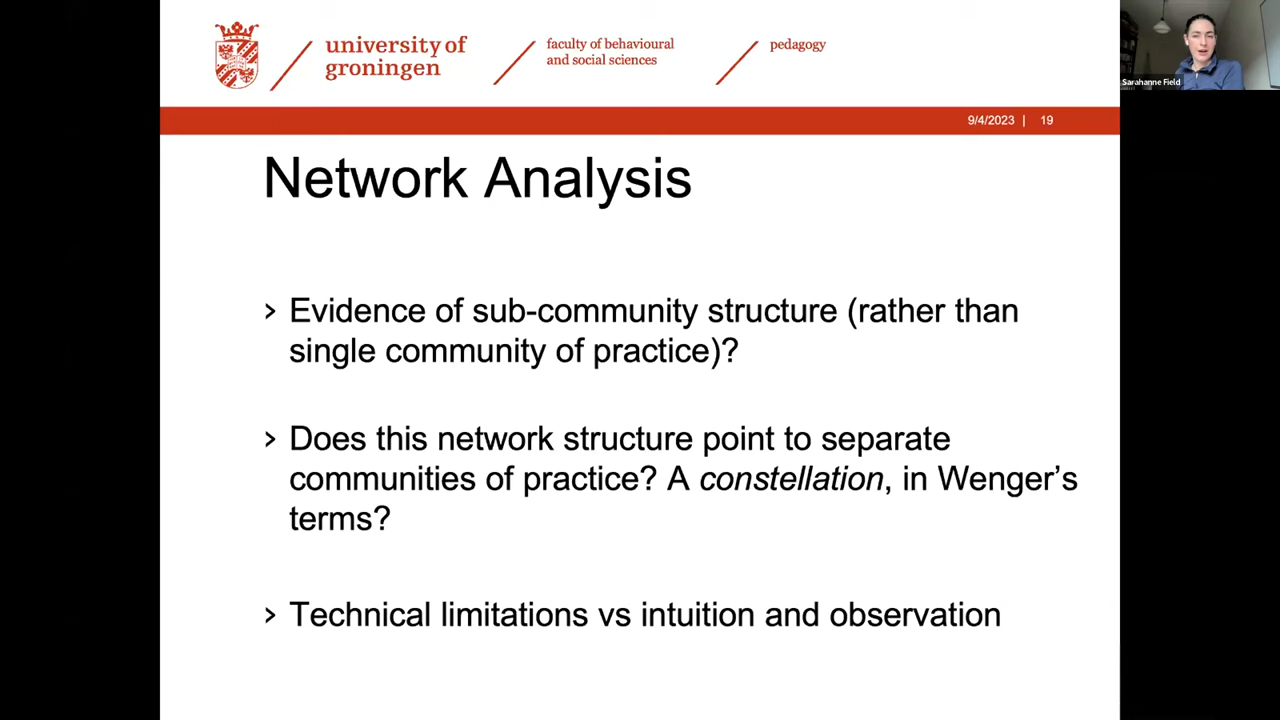 university of
groningen
faculty of behavioural
and social sciences
pedagogy
Sarahanne Field
9/4/2023 | 19
Network Analysis
› Evidence of sub-community structure (rather than
single community of practice)?
› Does this network structure point to separate
communities of practice? A constellation, in Wenger’s
terms?
› Technical limitations vs intuition and observation